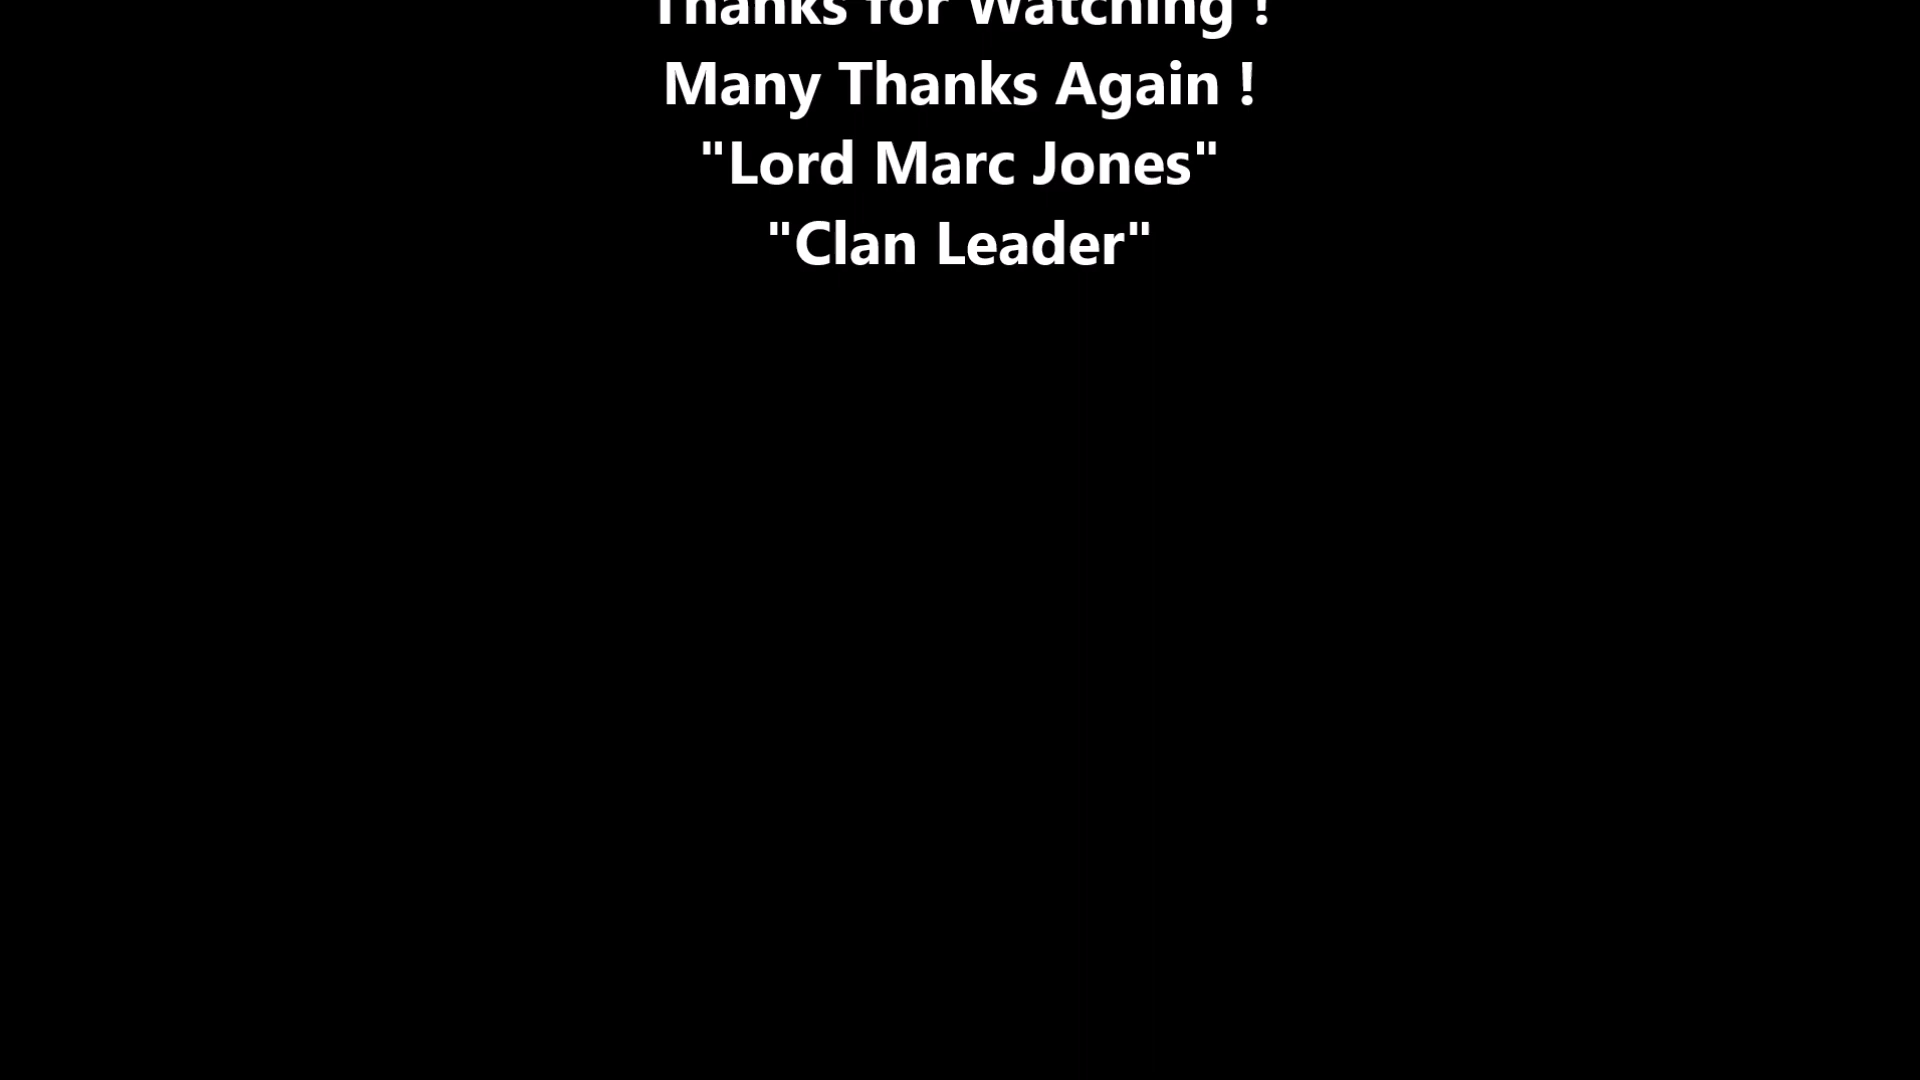 Thanks for Watching !
Many Thanks Again !
"Lord Marc Jones"
"Clan Leader"